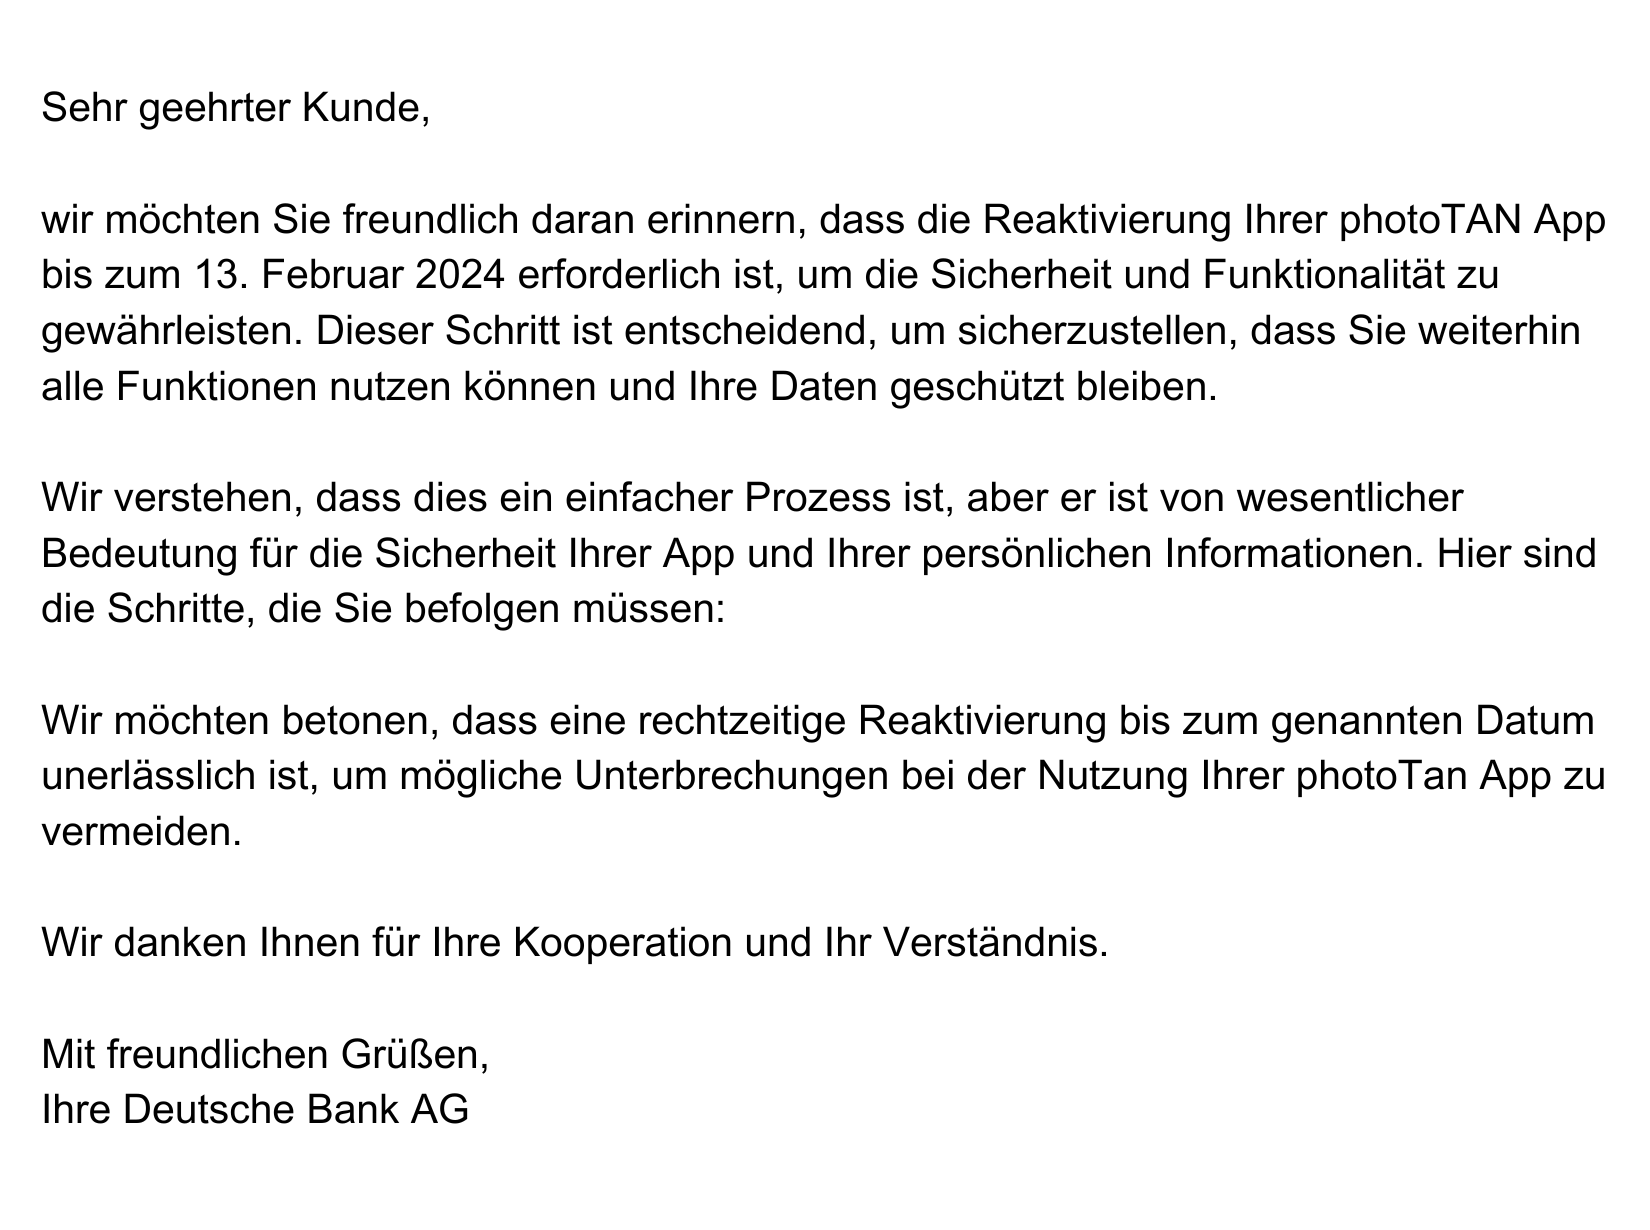 Sehr geehrter Kunde,
wir möchten Sie freundlich daran erinnern, dass die Reaktivierung Ihrer photoTAN App
bis zum 13. Februar 2024 erforderlich ist, um die Sicherheit und Funktionalität zu
gewährleisten. Dieser Schritt ist entscheidend, um sicherzustellen, dass Sie weiterhin
alle Funktionen nutzen können und Ihre Daten geschützt bleiben.
Wir verstehen, dass dies ein einfacher Prozess ist, aber er ist von wesentlicher
Bedeutung für die Sicherheit Ihrer App und Ihrer persönlichen Informationen. Hier sind
die Schritte, die Sie befolgen müssen:
Wir möchten betonen, dass eine rechtzeitige Reaktivierung bis zum genannten Datum
unerlässlich ist, um mögliche Unterbrechungen bei der Nutzung Ihrer photoTan App zu
vermeiden.
Wir danken Ihnen für Ihre Kooperation und Ihr Verständnis.
Mit freundlichen Grüßen,
Ihre Deutsche Bank AG